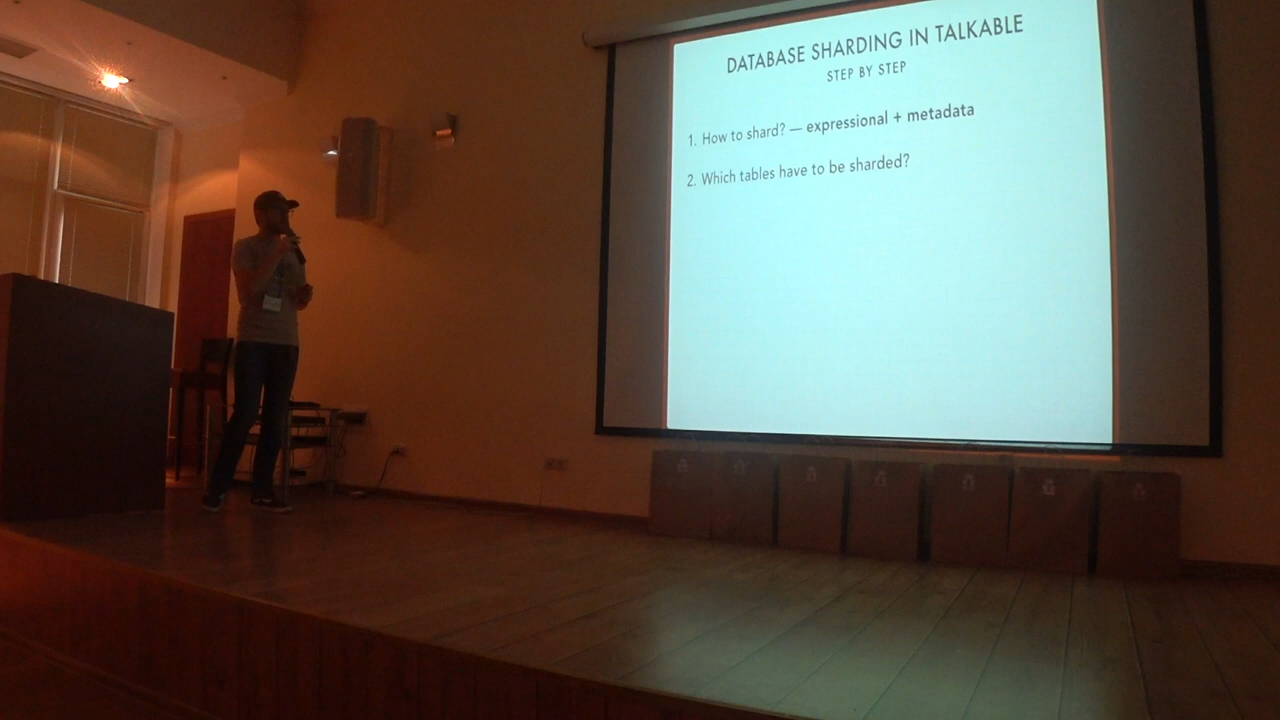 DATABASE SHARDING IN TALKABLE
STEP BY STEP
1. How to shard? — expressional + metadata
2. Which tables have to be sharded?